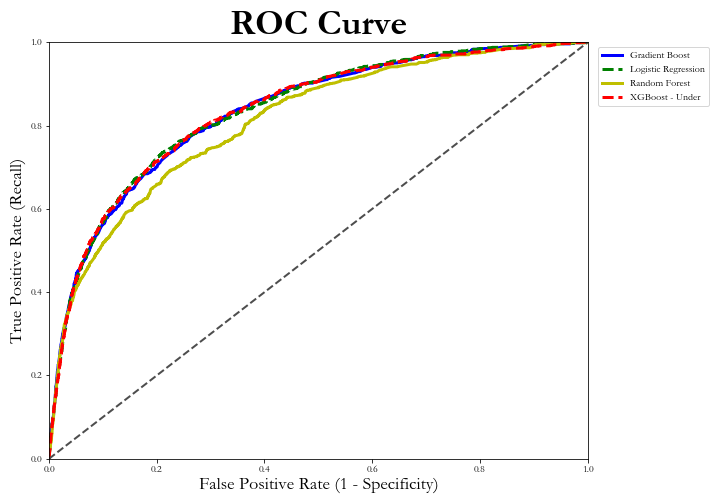 ROC Curve
1.0
0.8
0.6
0.4
0.2
0.0
True Positive Rate (Recall)
0.0 0.2 0.4 0.6 0.8 1.0
False Positive Rate (1 - Specificity)
Gradient Boost
Logistic Regression
Random Forest
XGBoost - Under